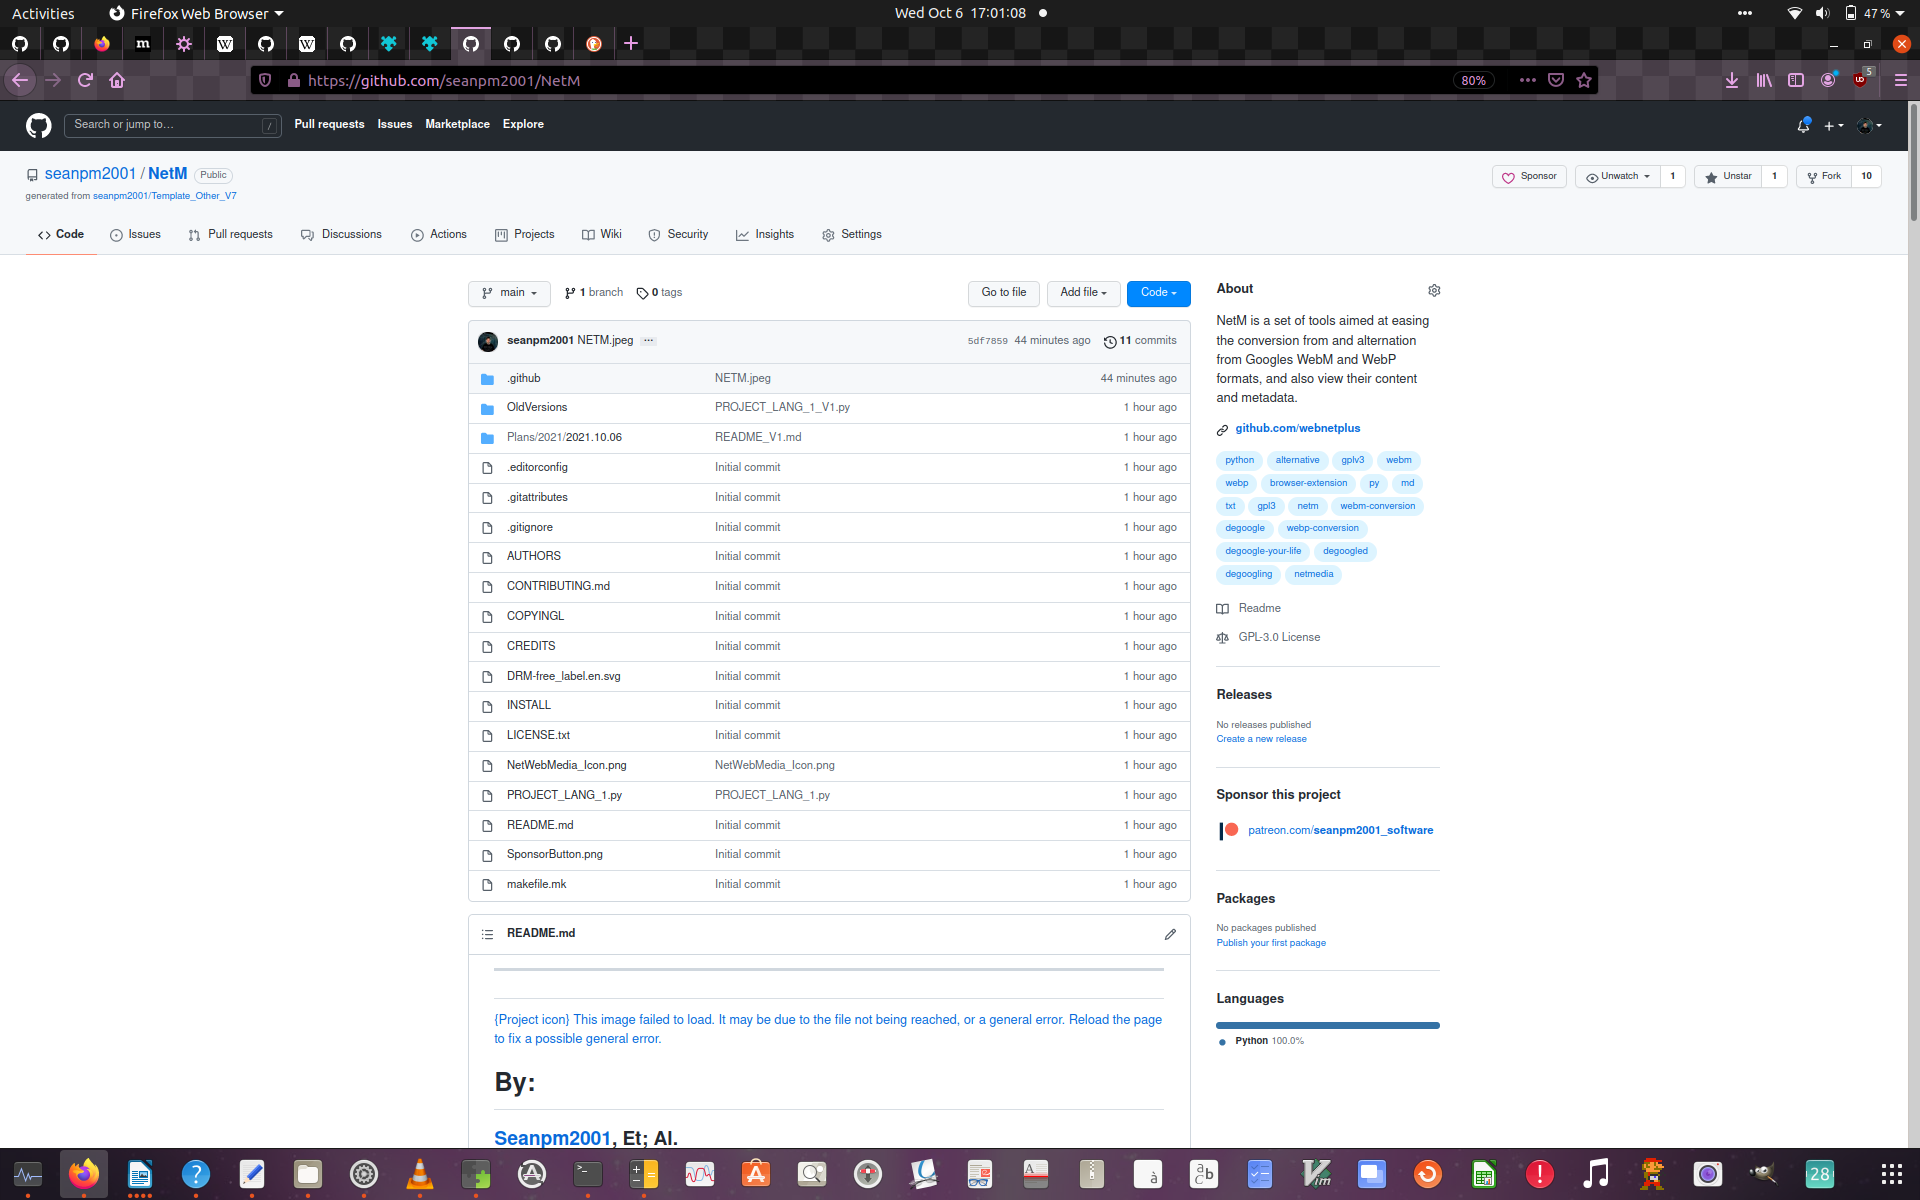 Activities
Firefox Web Browser
Wed Oct 6 17:01:08
47 %
https://github.com/seanpm2001/NetM
80%
5
Search or jump to…
/
Pull requests
Issues
Marketplace
Explore
seanpm2001 / NetM
Public
generated from seanpm2001/Template_Other_V7
Sponsor
Unwatch
1
Unstar
1
Fork
10
Code
Issues
Pull requests
Discussions
Actions
Projects
Wiki
Security
Insights
Settings
main
1 branch
0 tags
Go to file
Add file
Code
seanpm2001 NETM.jpeg
5df7859 44 minutes ago
11 commits
.github NETM.jpeg 44 minutes ago
OldVersions PROJECT_LANG_1_V1.py 1 hour ago
Plans/2021/2021.10.06 README_V1.md 1 hour ago
.editorconfig Initial commit 1 hour ago
.gitattributes Initial commit 1 hour ago
.gitignore Initial commit 1 hour ago
AUTHORS Initial commit 1 hour ago
CONTRIBUTING.md Initial commit 1 hour ago
COPYINGL Initial commit 1 hour ago
CREDITS Initial commit 1 hour ago
DRM-free_label.en.svg Initial commit 1 hour ago
INSTALL Initial commit 1 hour ago
LICENSE.txt Initial commit 1 hour ago
NetWebMedia_Icon.png NetWebMedia_Icon.png 1 hour ago
PROJECT_LANG_1.py PROJECT_LANG_1.py 1 hour ago
README.md Initial commit 1 hour ago
SponsorButton.png Initial commit 1 hour ago
makefile.mk Initial commit 1 hour ago
README.md
{Project icon} This image failed to load. It may be due to the file not being reached, or a general error. Reload the page
to fix a possible general error.
By:
Seanpm2001, Et; Al.
About
NetM is a set of tools aimed at easing
the conversion from and alternation
from Googles WebM and WebP
formats, and also view their content
and metadata.
github.com/webnetplus
python alternative gplv3 webm
webp browser-extension py md
txt gpl3 netm webm-conversion
degoogle webp-conversion
degoogle-your-life degoogled
degoogling netmedia
Readme
GPL-3.0 License
Releases
No releases published
Create a new release
Sponsor this project
patreon.com/seanpm2001_software
Packages
No packages published
Publish your first package
Languages
Python 100.0%
28